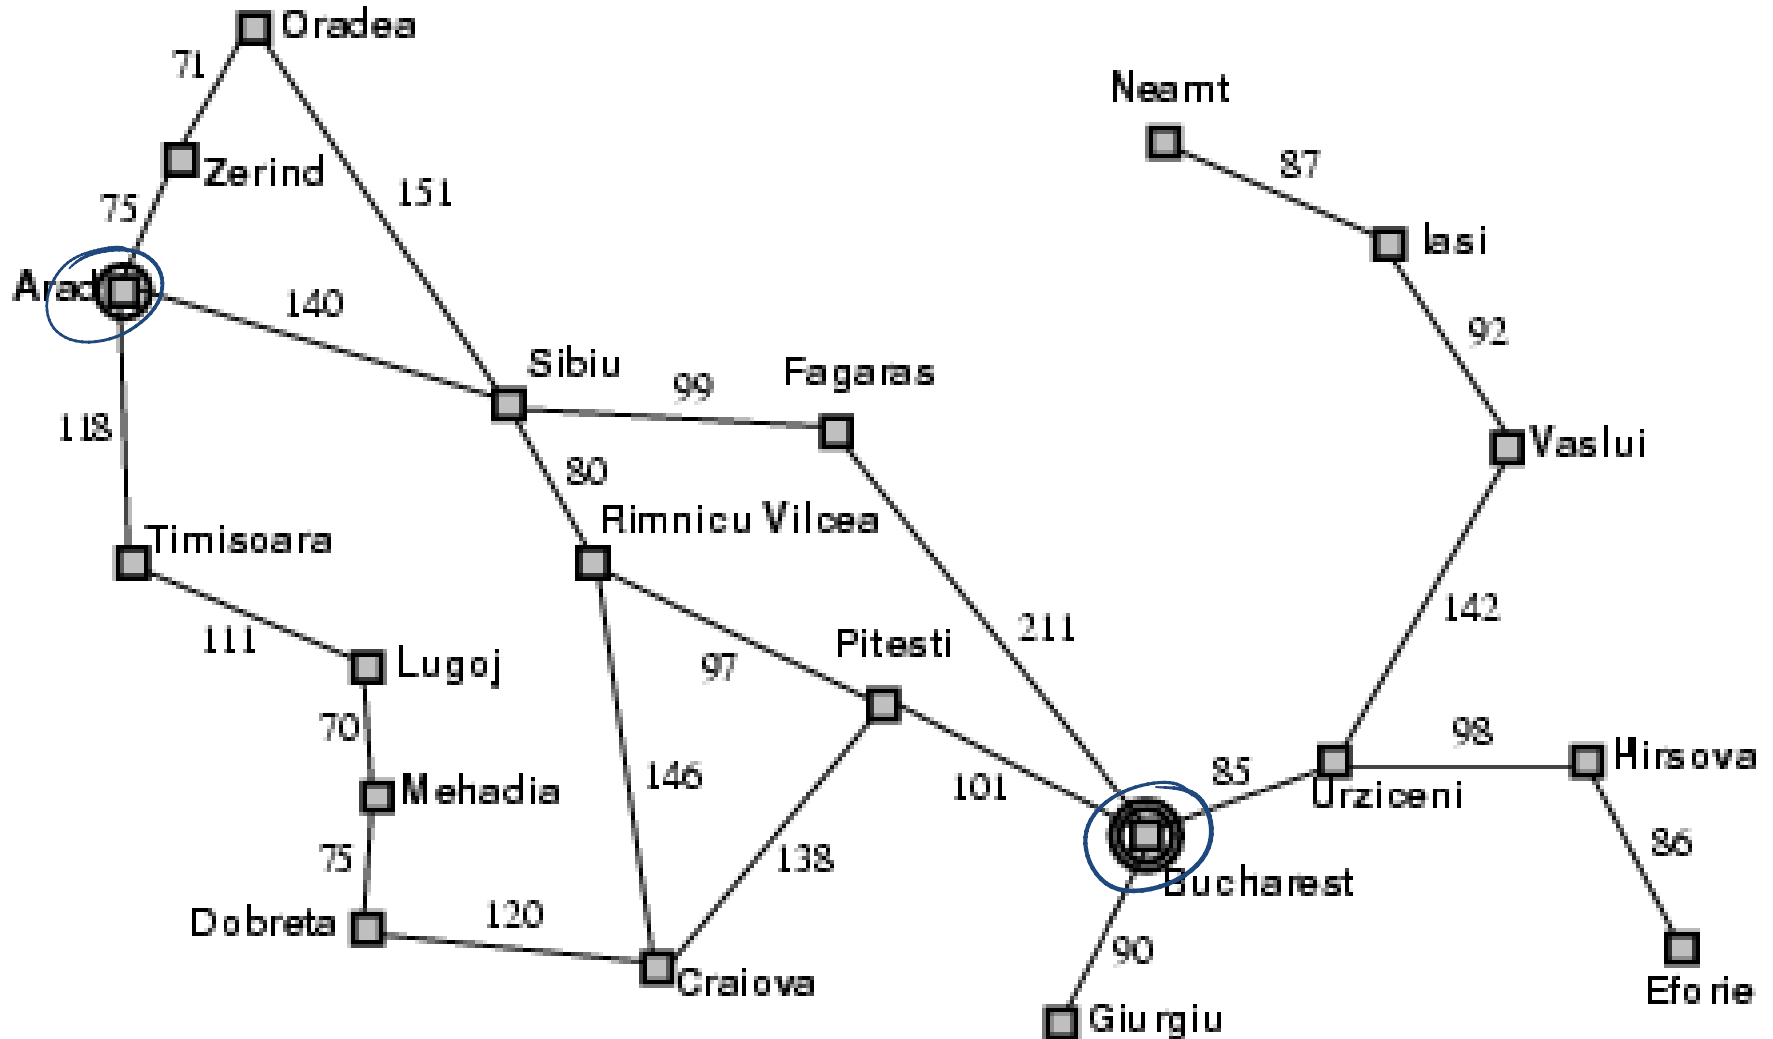 Oradea
71
Neamt
87
Zerind
151
75
Iasi
Arad
140
92
Sibiu
99
Fagaras
118
Vaslui
80
Rimnicu Vilcea
Timisoara
142
111
Pitesti
211
Lugoj
97
70
98
Hirsova
146
101
85
Mehadia
Urziceni
75
138
86
Bucharest
Dobreta
120
90
Craiova
Eforie
Giurgiu